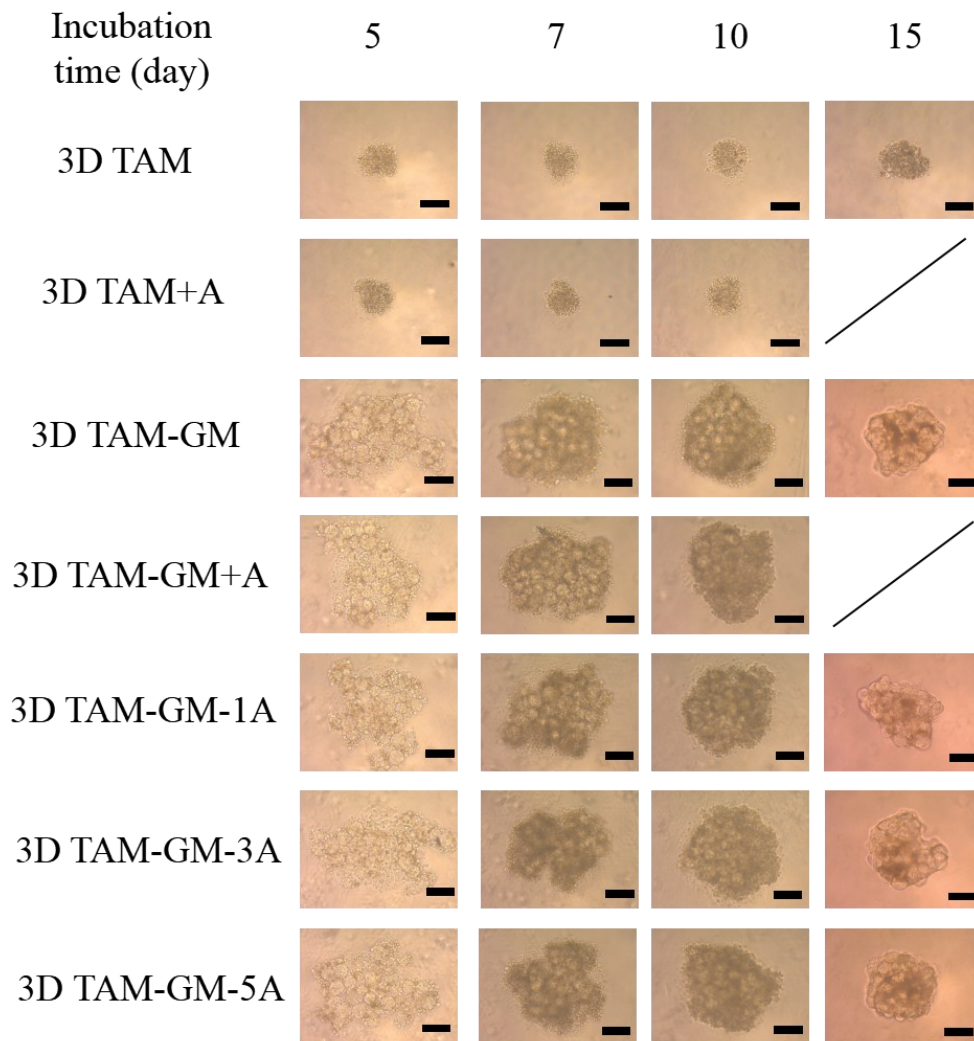 Incubation
time (day)
5 7 10 15
3D TAM
3D TAM+A
3D TAM-GM
3D TAM-GM+A
3D TAM-GM-1A
3D TAM-GM-3A
3D TAM-GM-5A